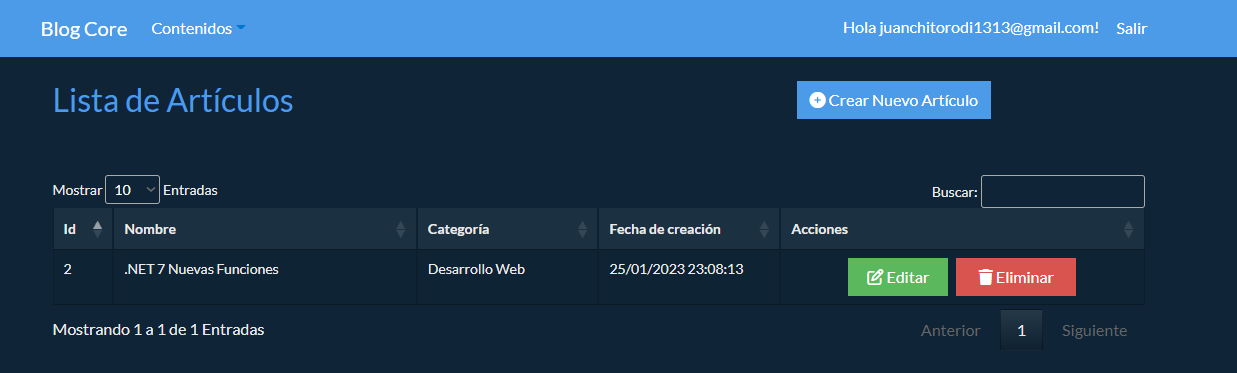 Blog Core Contenidos Hola juanchitorodi1313@gmail.com! Salir
Lista de Artículos Crear Nuevo Artículo
Mostrar 10 Entradas Buscar:
Id Nombre Categoría Fecha de creación Acciones
2 .NET 7 Nuevas Funciones Desarrollo Web 25/01/2023 23:08:13 Editar Eliminar
Mostrando 1 a 1 de 1 Entradas Anterior 1 Siguiente